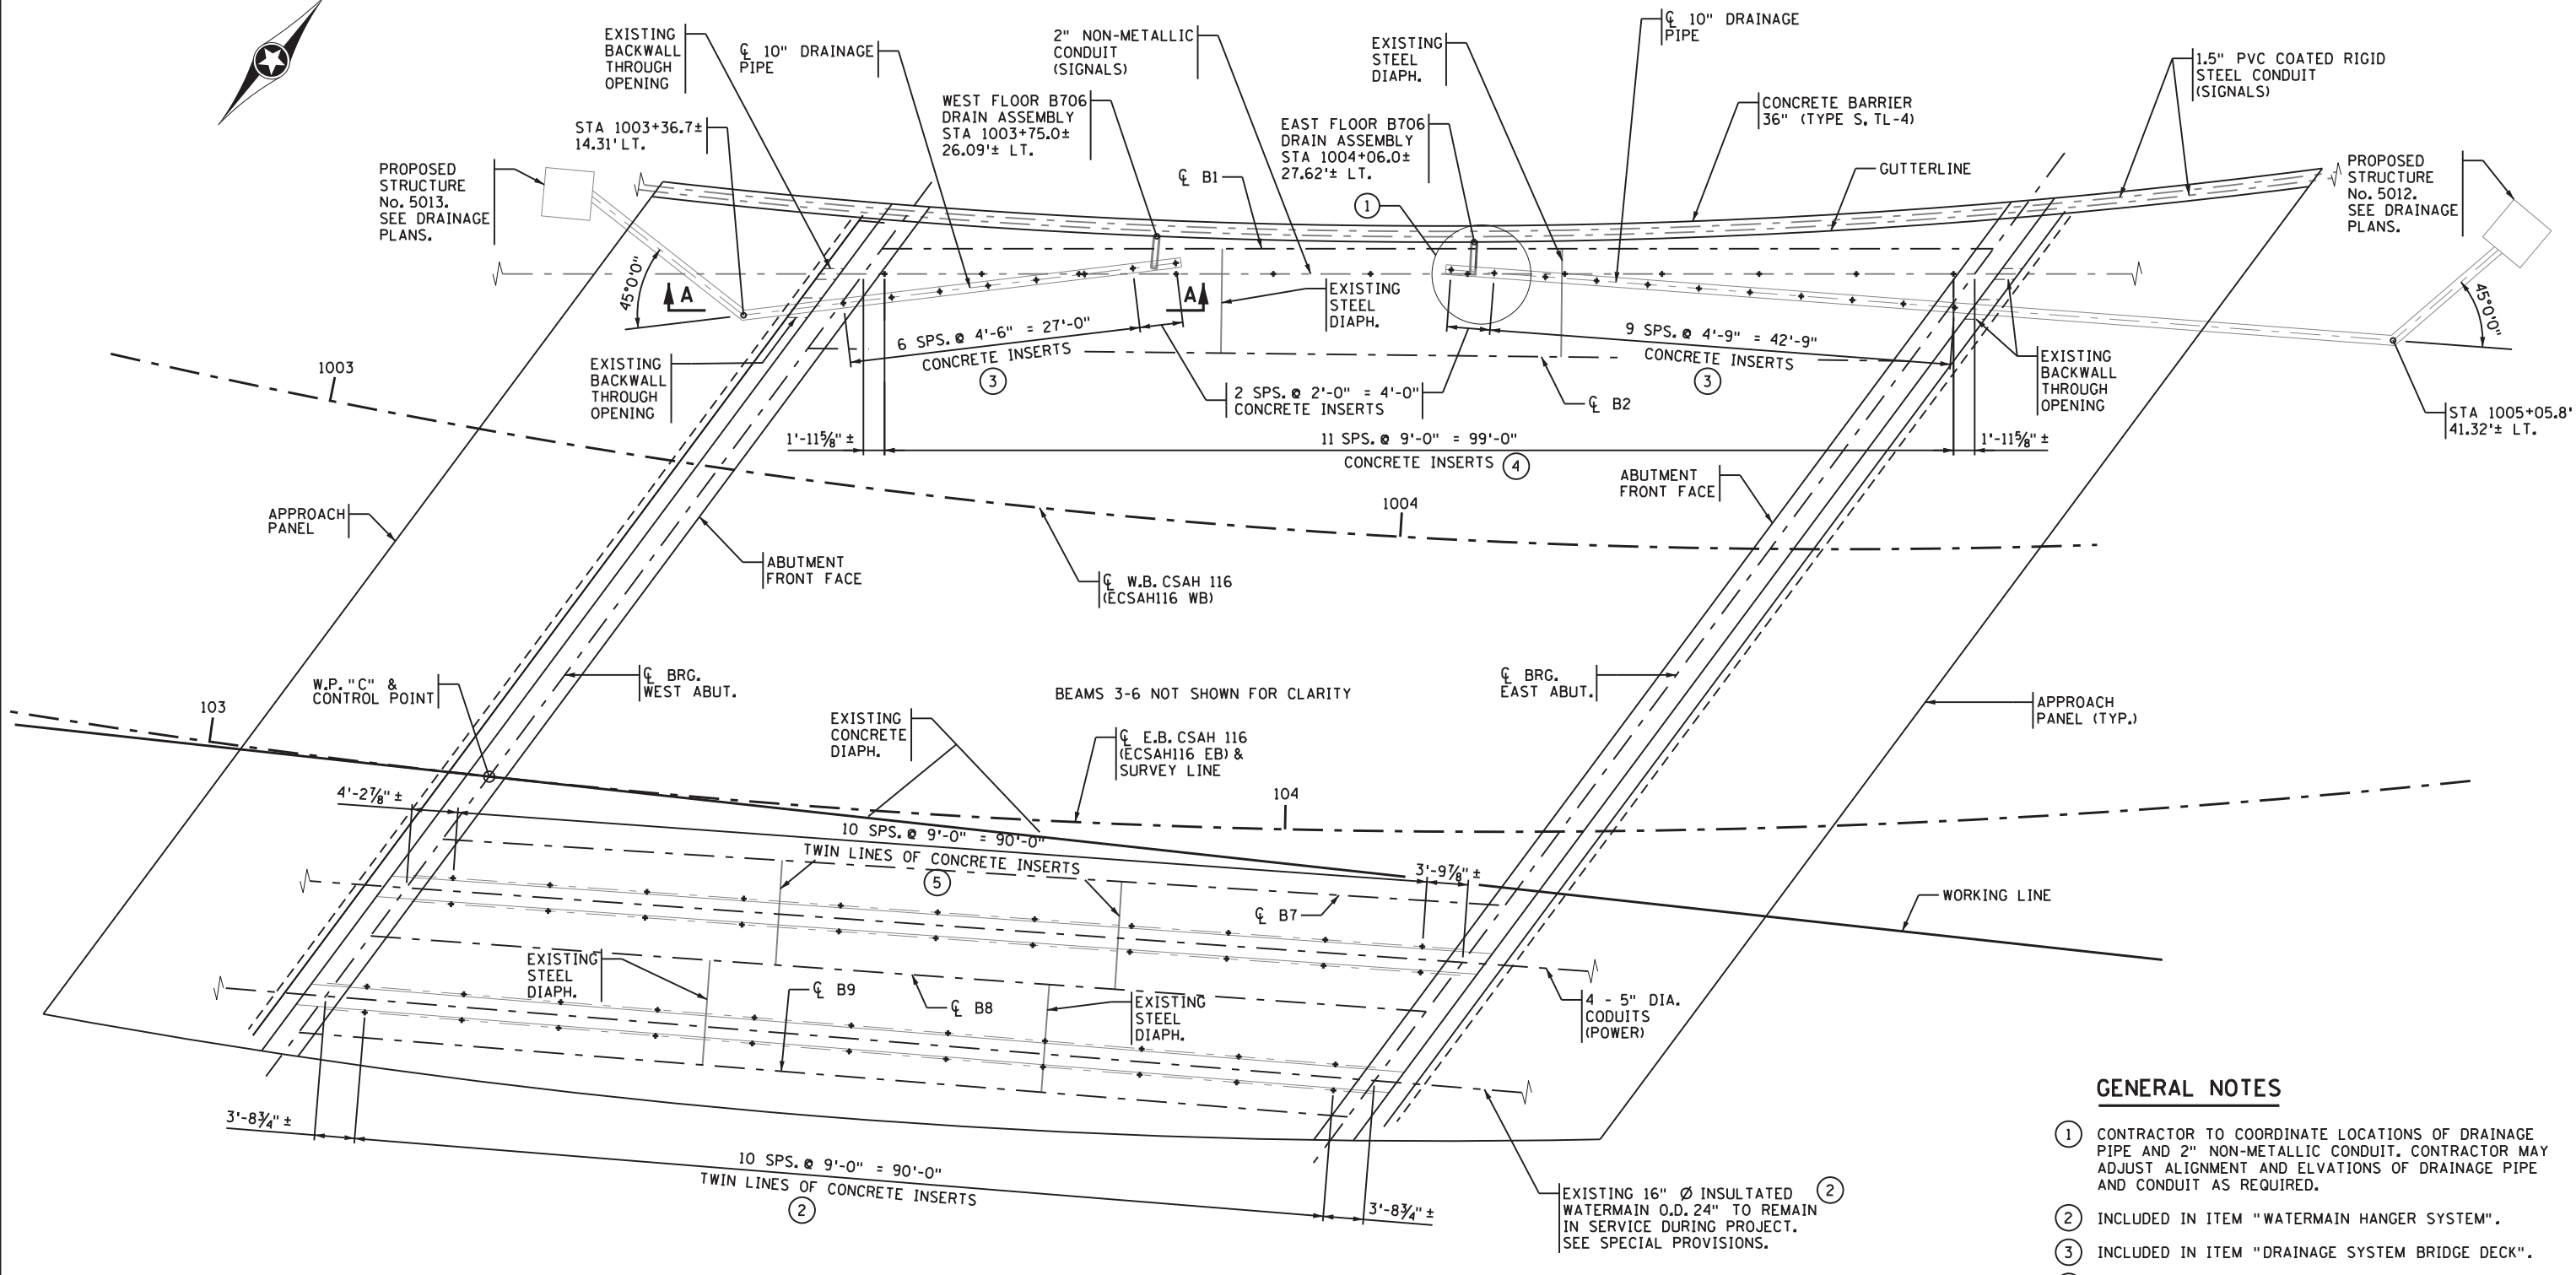 EXISTING
BACKWALL
THROUGH
OPENING
℄ 10" DRAINAGE
PIPE
2" NON-METALLIC
CONDUIT
(SIGNALS)
EXISTING
STEEL
DIAPH.
℄ 10" DRAINAGE
PIPE
1.5" PVC COATED RIGID
STEEL CONDUIT
(SIGNALS)
STA 1003+36.7±
14.31' LT.
WEST FLOOR B706
DRAIN ASSEMBLY
STA 1003+75.0±
26.09'± LT.
EAST FLOOR B706
DRAIN ASSEMBLY
STA 1004+06.0±
27.62'± LT.
CONCRETE BARRIER
36" (TYPE S, TL-4)
GUTTERLINE
PROPOSED
STRUCTURE
No. 5013.
SEE DRAINAGE
PLANS.
℄ B1
1
PROPOSED
STRUCTURE
No. 5012.
SEE DRAINAGE
PLANS.
45°0'0"
A
A
EXISTING
STEEL
DIAPH.
45°0'0"
6 SPS. @ 4'-6" = 27'-0"
CONCRETE INSERTS
3
9 SPS. @ 4'-9" = 42'-9"
CONCRETE INSERTS
3
EXISTING
BACKWALL
THROUGH
OPENING
2 SPS. @ 2'-0" = 4'-0"
CONCRETE INSERTS
℄ B2
EXISTING
BACKWALL
THROUGH
OPENING
STA 1005+05.8'
41.32'± LT.
1003
1'-11⅝" ±
11 SPS. @ 9'-0" = 99'-0"
CONCRETE INSERTS 4
1'-11⅝" ±
ABUTMENT
FRONT FACE
1004
APPROACH
PANEL
ABUTMENT
FRONT FACE
℄ W.B. CSAH 116
(ECSAH116 WB)
W.P. "C" &
CONTROL POINT
℄ BRG.
WEST ABUT.
BEAMS 3-6 NOT SHOWN FOR CLARITY
℄ BRG.
EAST ABUT.
APPROACH
PANEL (TYP.)
103
EXISTING
CONCRETE
DIAPH.
℄ E.B. CSAH 116
(ECSAH116 EB) &
SURVEY LINE
104
4'-2⅞" ±
10 SPS. @ 9'-0" = 90'-0"
TWIN LINES OF CONCRETE INSERTS
5
3'-9⅞" ±
WORKING LINE
℄ B7
EXISTING
STEEL
DIAPH.
℄ B9
℄ B8
EXISTING
STEEL
DIAPH.
4 - 5" DIA.
CODUITS
(POWER)
3'-8¾" ±
10 SPS. @ 9'-0" = 90'-0"
TWIN LINES OF CONCRETE INSERTS
2
3'-8¾" ±
EXISTING 16" Ø INSULTATED 2
WATERMAIN O.D. 24" TO REMAIN
IN SERVICE DURING PROJECT.
SEE SPECIAL PROVISIONS.
GENERAL NOTES
1 CONTRACTOR TO COORDINATE LOCATIONS OF DRAINAGE
PIPE AND 2" NON-METALLIC CONDUIT. CONTRACTOR MAY
ADJUST ALIGNMENT AND ELVATIONS OF DRAINAGE PIPE
AND CONDUIT AS REQUIRED.
2 INCLUDED IN ITEM "WATERMAIN HANGER SYSTEM".
3 INCLUDED IN ITEM "DRAINAGE SYSTEM BRIDGE DECK".